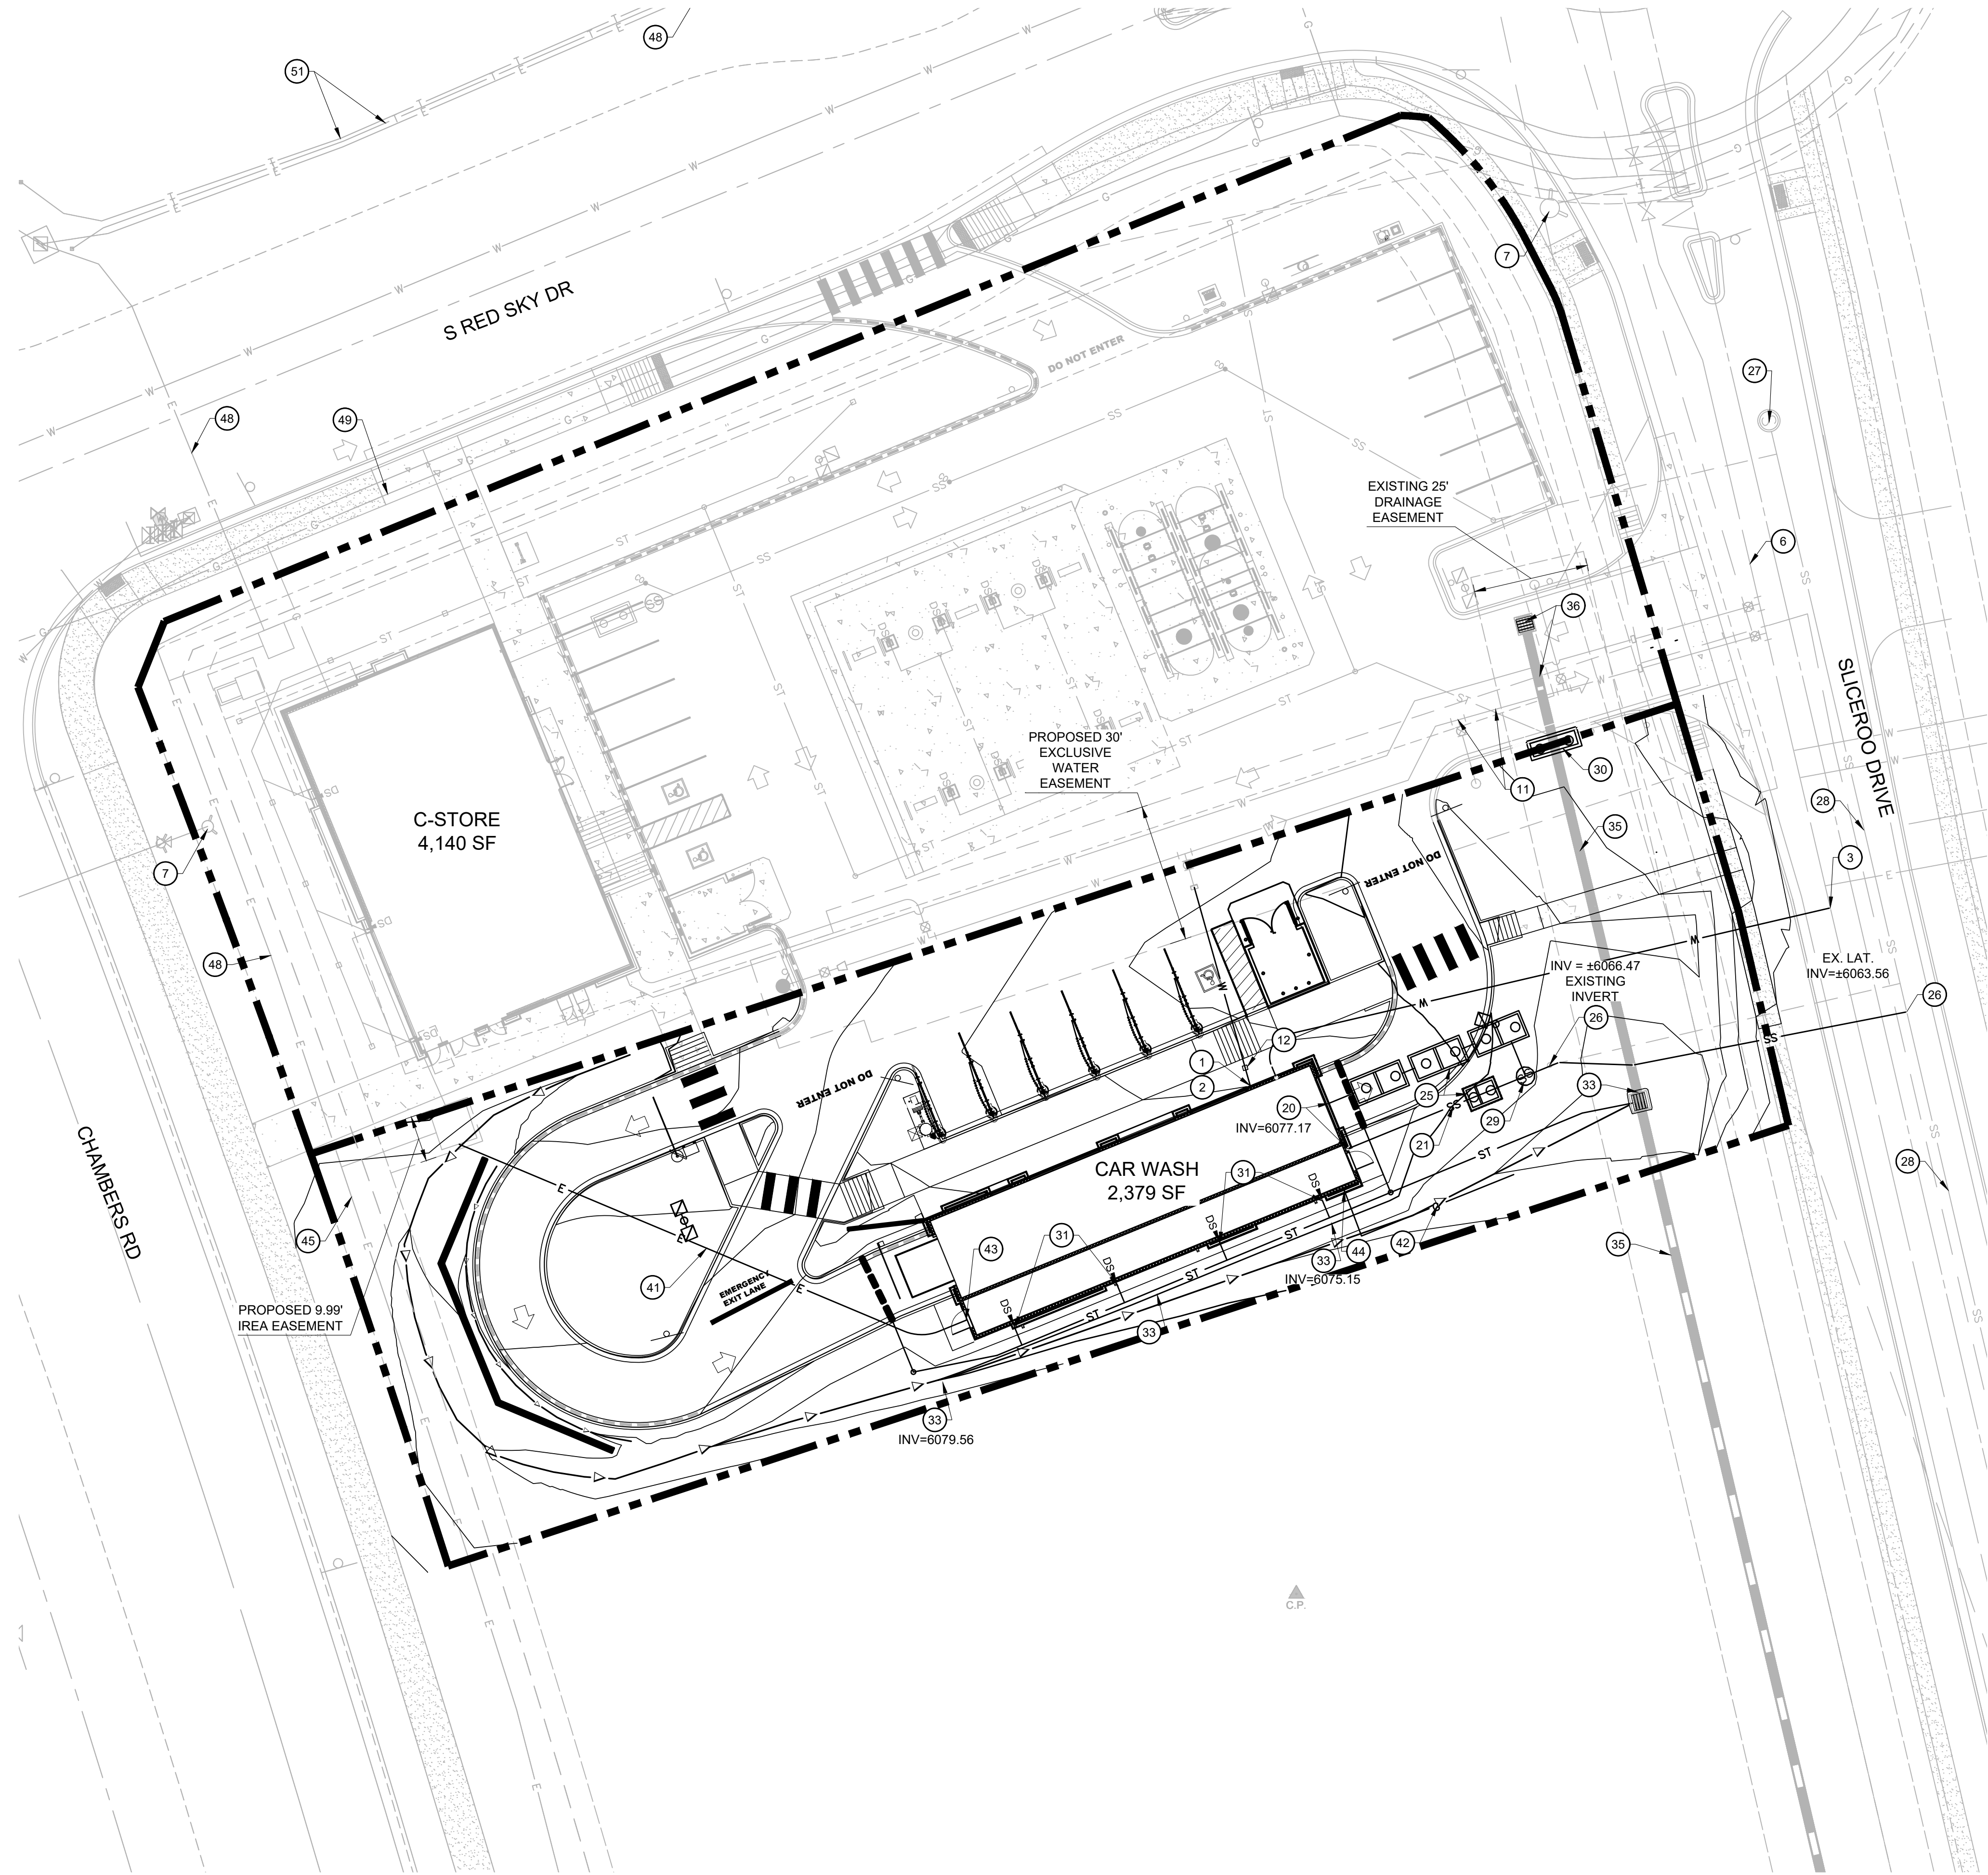 48
51
S RED SKY DR
DO NOT ENTER
7
27
48
49
EXISTING 25'
DRAINAGE
EASEMENT
6
36
SLICEROO DRIVE
PROPOSED 30'
EXCLUSIVE
WATER
EASEMENT
30
11
28
C-STORE
4,140 SF
35
3
7
DO NOT ENTER
48
EX. LAT.
INV=±6063.56
INV = ±6066.47
EXISTING
INVERT
26
26
12
1
2
DO NOT ENTER
33
25
20
INV=6077.17
29
21
CHAMBERS RD
CAR WASH
2,379 SF
31
28
45
31
43
44
42
35
33
INV=6075.15
41
EMERGENCY
EXIT LANE
PROPOSED 9.99'
IREA EASEMENT
33
33
INV=6079.56
C.P.
W
G
E
T
SS
ST
DS